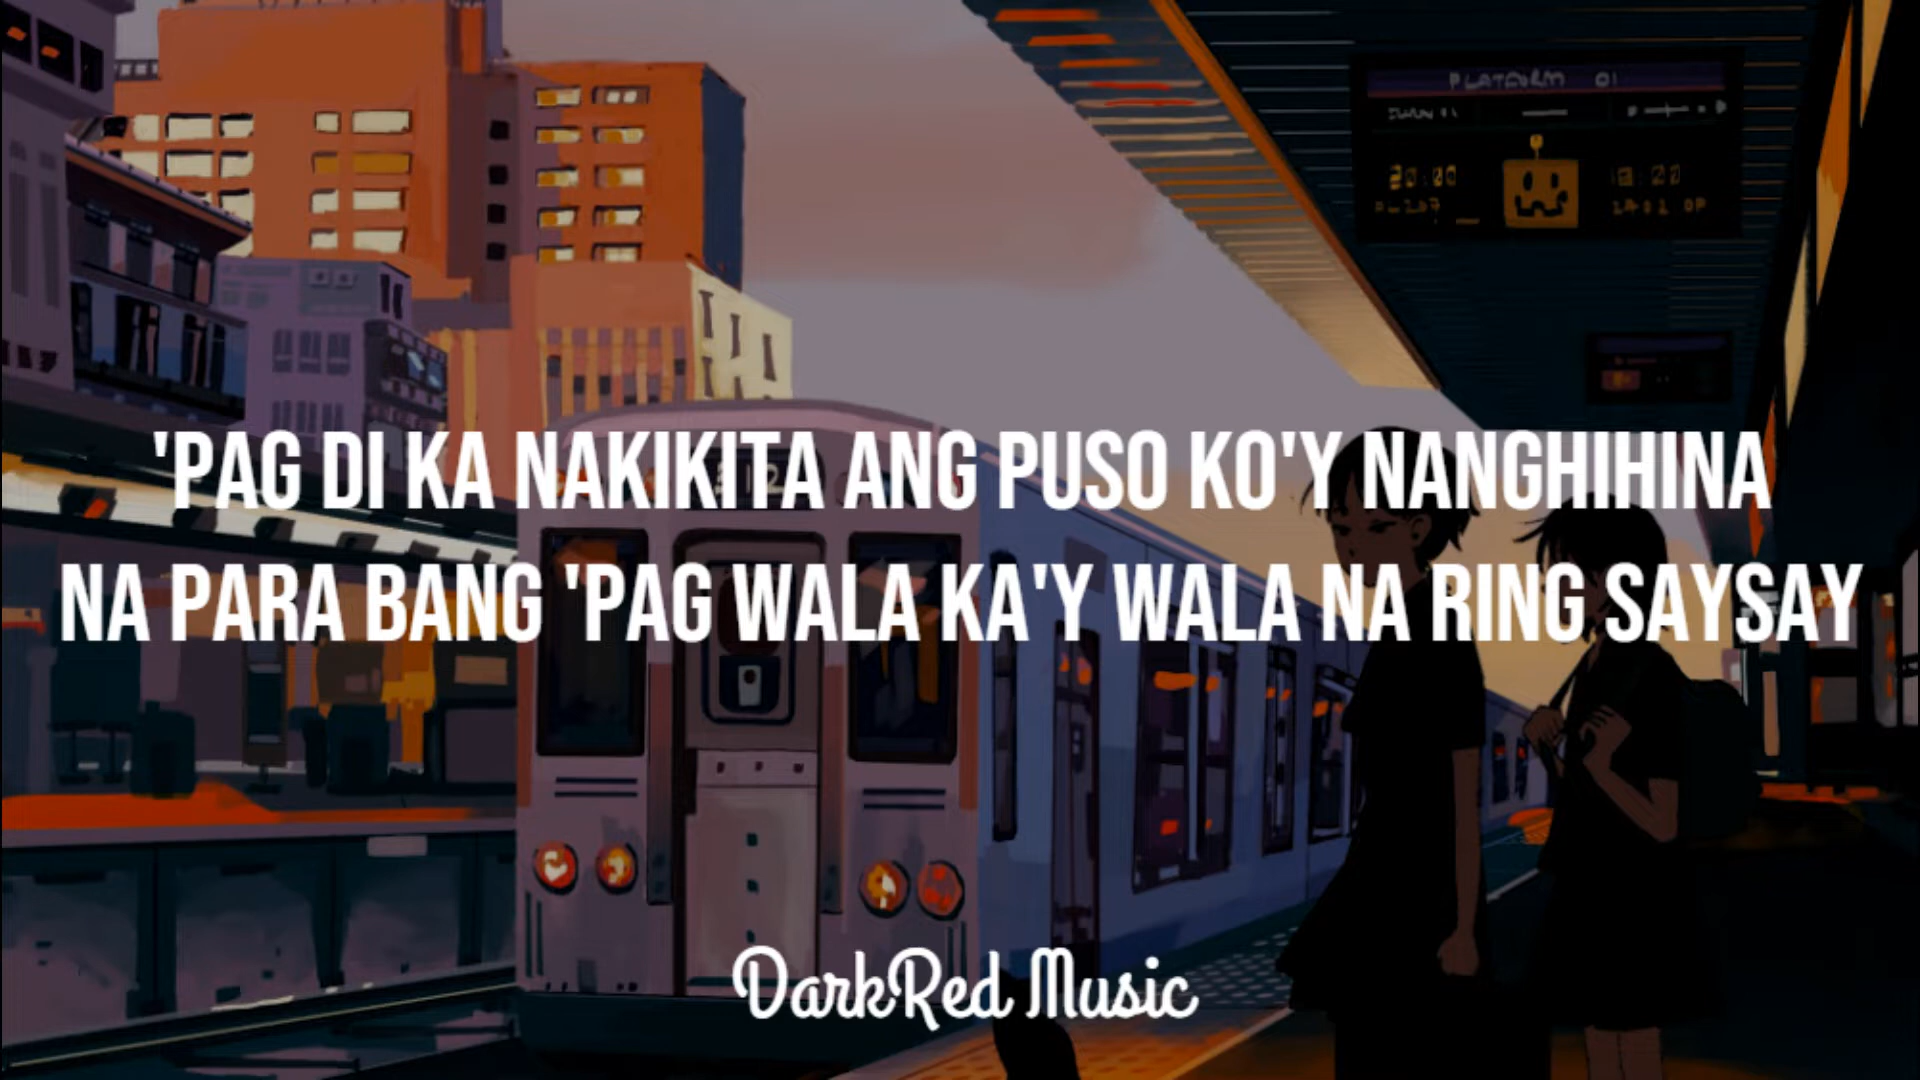 PLATFORM 01
'PAG DI KA NAKIKITA ANG PUSO KO'Y NANGHIHINA
NA PARA BANG 'PAG WALA KA'Y WALA NA RING SAYSAY
DarkRed Music